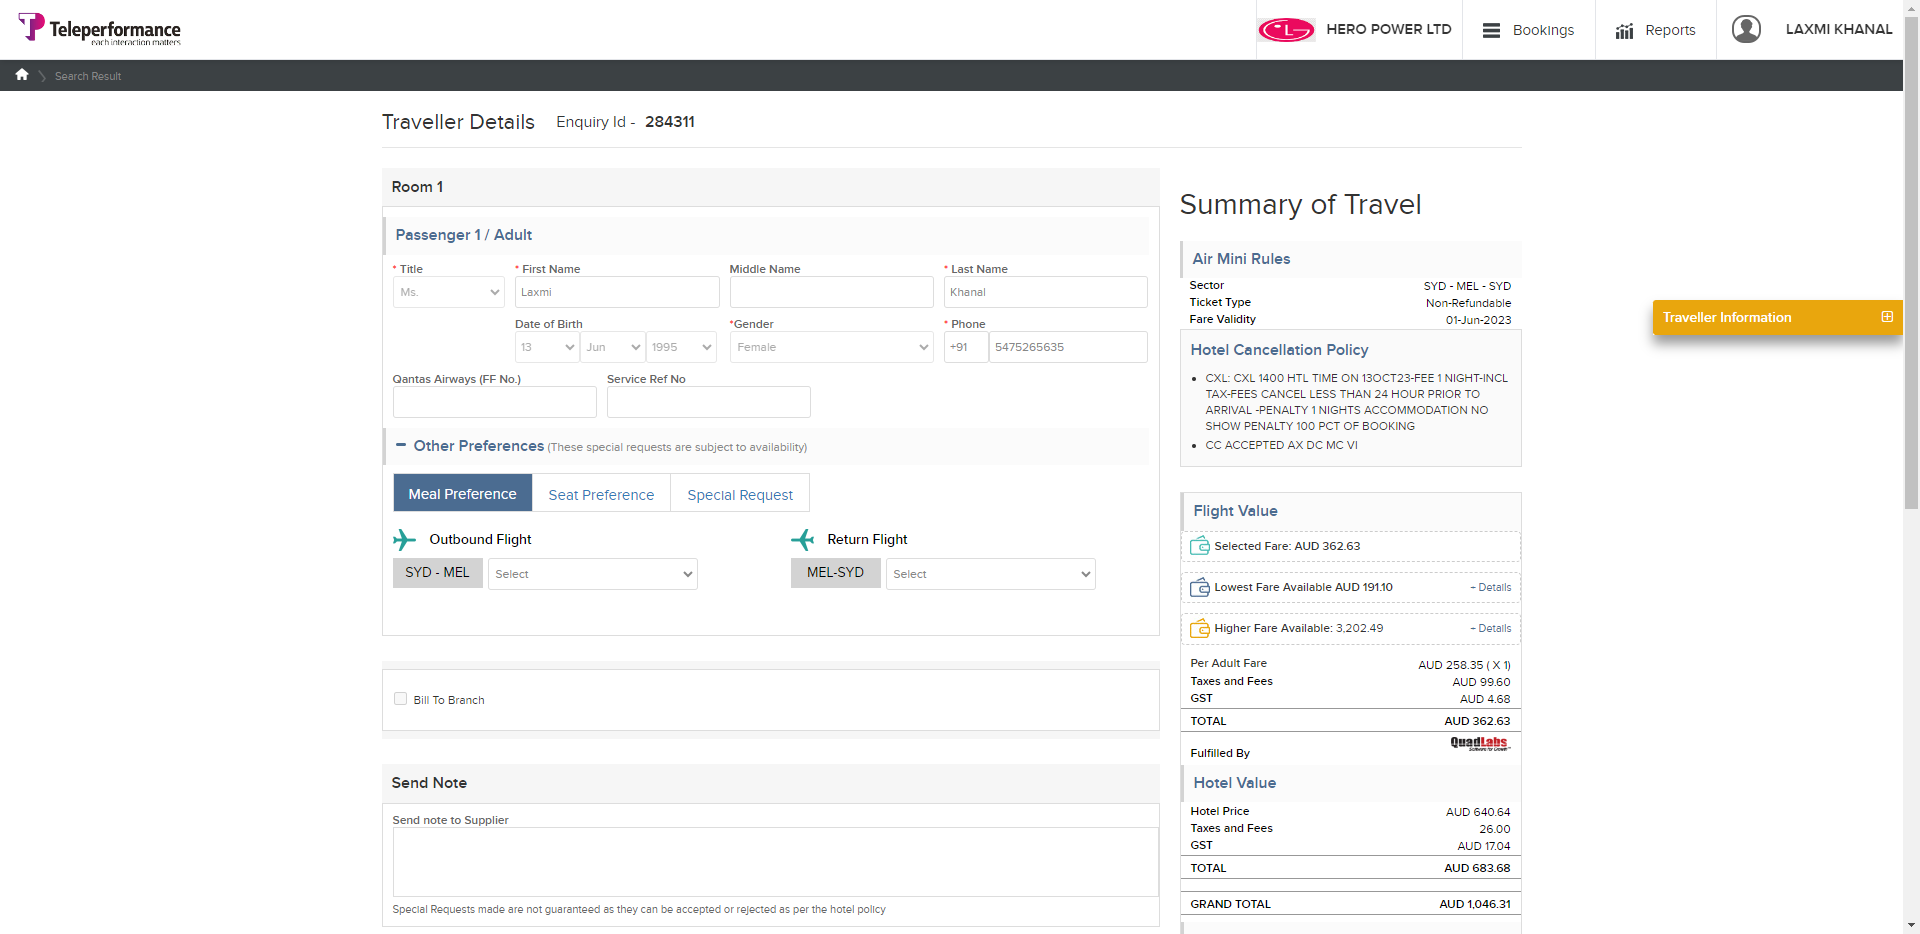 Teleperformance
each interaction matters
HERO POWER LTD
Bookings
Reports
LAXMI KHANAL
Search Result
Traveller Details Enquiry Id - 284311
Room 1
Passenger 1 / Adult
* Title * First Name Middle Name * Last Name
Ms. Laxmi Khanal
Date of Birth *Gender * Phone
13 Jun 1995 Female +91 5475265635
Qantas Airways (FF No.) Service Ref No
Other Preferences (These special requests are subject to availability)
Meal Preference Seat Preference Special Request
Outbound Flight Return Flight
SYD - MEL Select MEL-SYD Select
Bill To Branch
Send Note
Send note to Supplier
Special Requests made are not guaranteed as they can be accepted or rejected as per the hotel policy
Summary of Travel
Air Mini Rules
Sector SYD - MEL - SYD
Ticket Type Non-Refundable
Fare Validity 01-Jun-2023
Hotel Cancellation Policy
CXL: CXL 1400 HTL TIME ON 13OCT23-FEE 1 NIGHT-INCL
TAX-FEES CANCEL LESS THAN 24 HOUR PRIOR TO
ARRIVAL -PENALTY 1 NIGHTS ACCOMMODATION NO
SHOW PENALTY 100 PCT OF BOOKING
CC ACCEPTED AX DC MC VI
Flight Value
Selected Fare: AUD 362.63
Lowest Fare Available AUD 191.10 + Details
Higher Fare Available: 3,202.49 + Details
Per Adult Fare AUD 258.35 ( X 1)
Taxes and Fees AUD 99.60
GST AUD 4.68
TOTAL AUD 362.63
Fulfilled By QuadLabs
Hotel Value
Hotel Price AUD 640.64
Taxes and Fees 26.00
GST AUD 17.04
TOTAL AUD 683.68
GRAND TOTAL AUD 1,046.31
Traveller Information